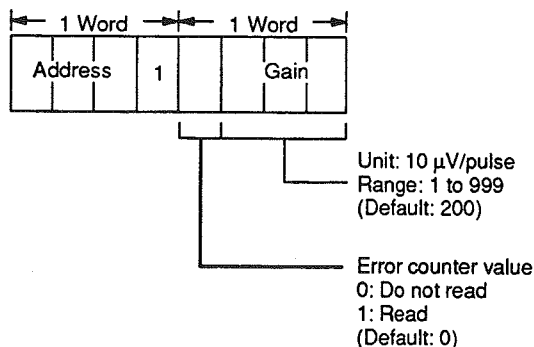 1 Word 1 Word
Address 1 Gain
Unit: 10 μV/pulse
Range: 1 to 999
(Default: 200)
Error counter value
0: Do not read
1: Read
(Default: 0)